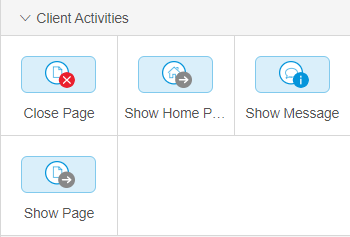 Client Activities
Close Page
Show Home P...
Show Message
Show Page